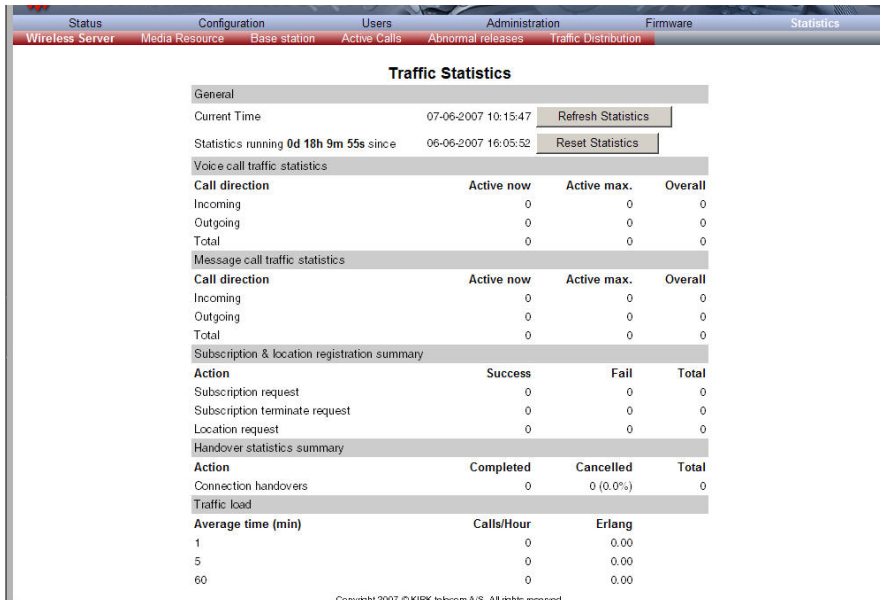 Status Configuration Users Administration Firmware Statistics
Wireless Server Media Resource Base station Active Calls Abnormal releases Traffic Distribution
Traffic Statistics
General
Current Time 07-06-2007 10:15:47 Refresh Statistics
Statistics running 0d 18h 9m 55s since 06-06-2007 16:05:52 Reset Statistics
Voice call traffic statistics
Call direction Active now Active max. Overall
Incoming 0 0 0
Outgoing 0 0 0
Total 0 0 0
Message call traffic statistics
Call direction Active now Active max. Overall
Incoming 0 0 0
Outgoing 0 0 0
Total 0 0 0
Subscription & location registration summary
Action Success Fail Total
Subscription request 0 0 0
Subscription terminate request 0 0 0
Location request 0 0 0
Handover statistics summary
Action Completed Cancelled Total
Connection handovers 0 0 (0.0%) 0
Traffic load
Average time (min) Calls/Hour Erlang
1 0 0.00
5 0 0.00
60 0 0.00
Copyright 2007 © KIRK telecom A/S. All rights reserved